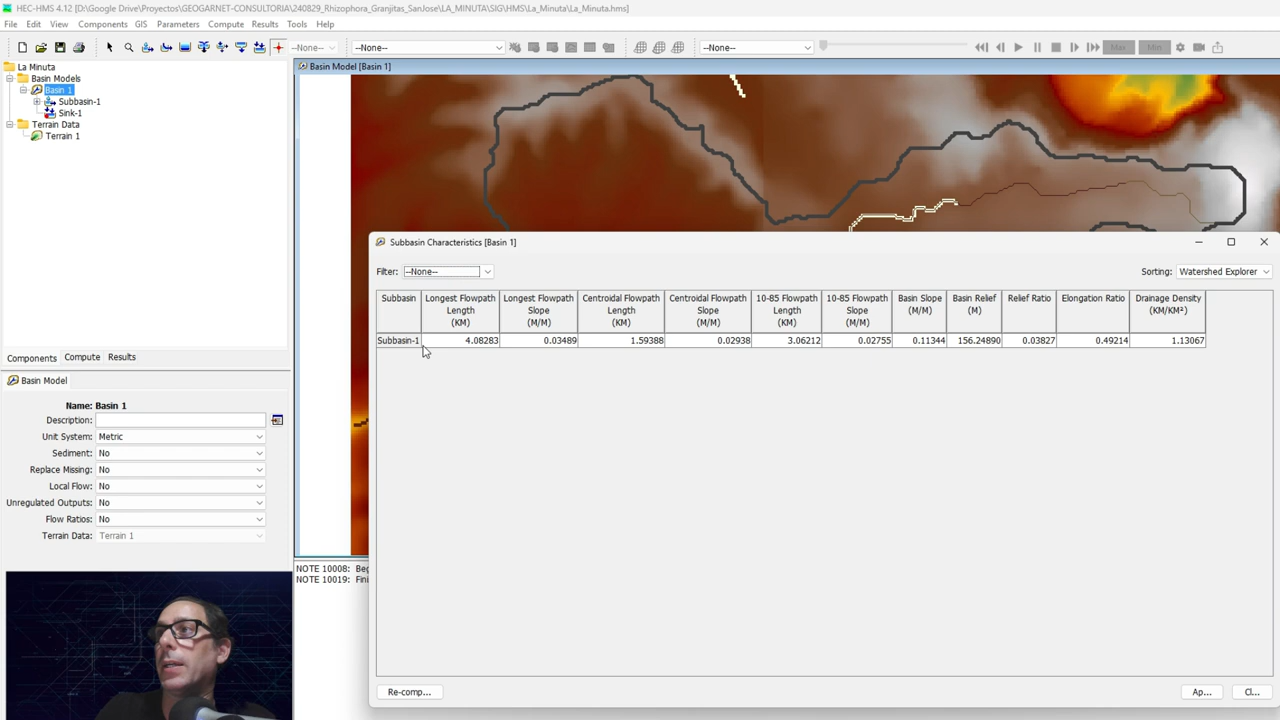 HEC-HMS 4.12 [D:\Google Drive\Proyectos\GEOGARNET-CONSULTORIA\240829_Rhizophora_Granjitas_SanJose\LA_MINUTA\SIG\HMS\La_Minuta\La_Minuta.hms]
File Edit View Components GIS Parameters Compute Results Tools Help
--None-- --None-- --None-- Max Min
La Minuta
Basin Models
Basin 1
Subbasin-1
Sink-1
Terrain Data
Terrain 1
Components Compute Results
Basin Model
Name: Basin 1
Description:
Unit System: Metric
Sediment: No
Replace Missing: No
Local Flow: No
Unregulated Outputs: No
Flow Ratios: No
Terrain Data: Terrain 1
Basin Model [Basin 1]
NOTE 10008: Beg
NOTE 10019: Fini
Subbasin Characteristics [Basin 1]
Filter: --None-- Sorting: Watershed Explorer
Subbasin Longest Flowpath Longest Flowpath Centroidal Flowpath Centroidal Flowpath 10-85 Flowpath 10-85 Flowpath Basin Slope Basin Relief Relief Ratio Elongation Ratio Drainage Density
Length Slope Length Slope Length Slope (M/M) (M) (KM/KM²)
(KM) (M/M) (KM) (M/M) (KM) (M/M)
Subbasin-1 4.08283 0.03489 1.59388 0.02938 3.06212 0.02755 0.11344 156.24890 0.03827 0.49214 1.13067
Re-comp... Ap... Cl...